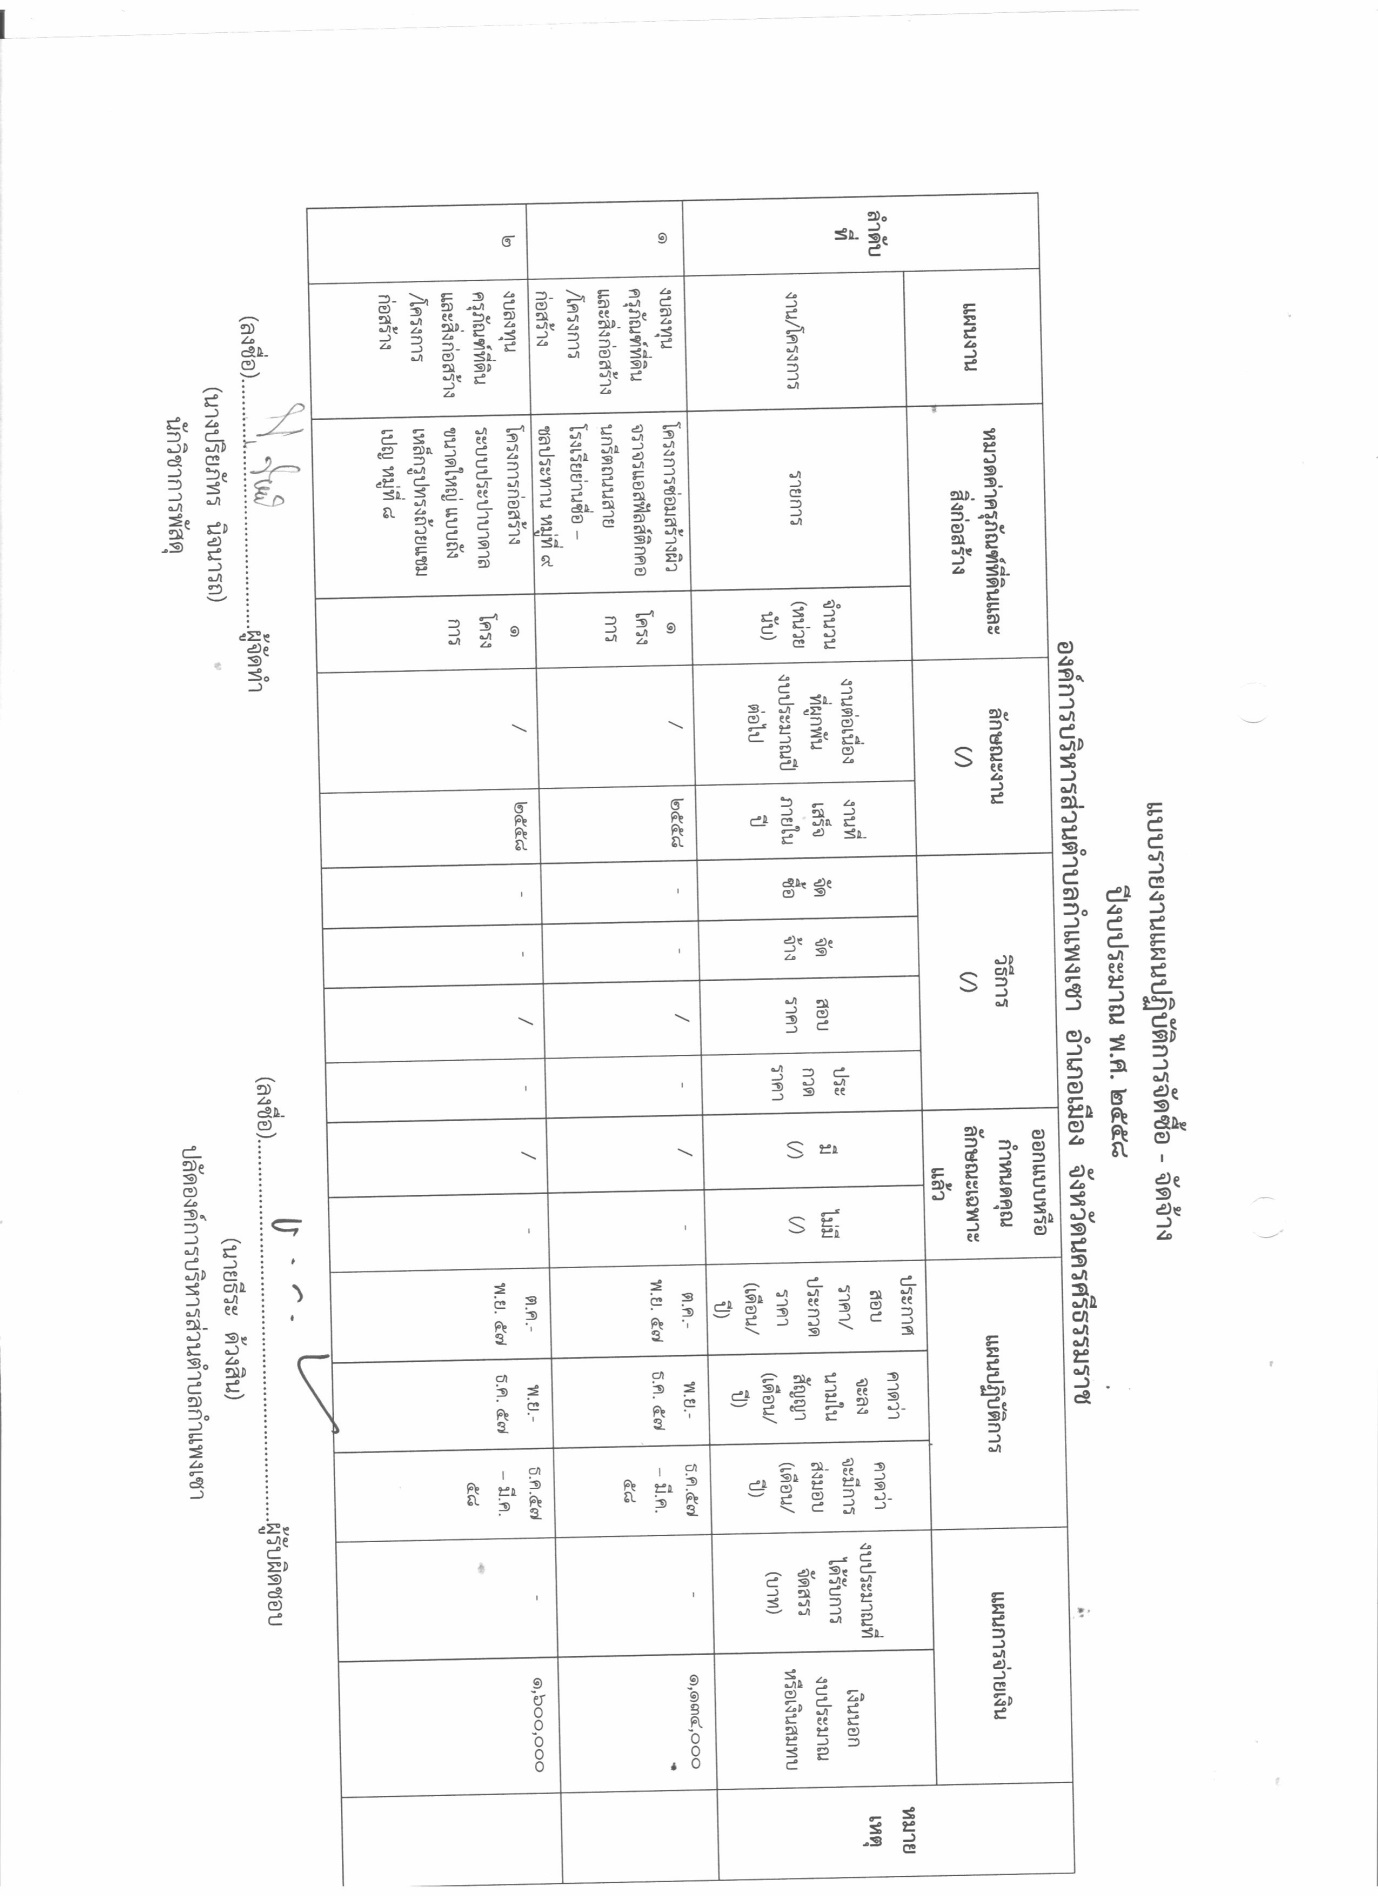 แบบรายงานแผนปฏิบัติการจัดซื้อ – จัดจ้าง
ปีงบประมาณ พ.ศ. ๒๕๕๘
องค์การบริหารส่วนตำบลกำแพงเซา อำเภอเมือง จังหวัดนครศรีธรรมราช
ลำดับ
ที่
แผนงาน
หมวดค่าครุภัณฑ์ที่ดินและ
สิ่งก่อสร้าง
ลักษณะงาน
(/)
วิธีการ
(/)
ออกแบบหรือ
กำหนดคุณ
ลักษณะเฉพาะ
แล้ว
แผนปฏิบัติการ
แผนการจ่ายเงิน
หมาย
เหตุ
งาน/โครงการ
รายการ
จำนวน
(หน่วย
นับ)
งานต่อเนื่อง
ที่ผูกพัน
งบประมาณปี
ต่อไป
งานที่
เสร็จ
ภายใน
ปี
จัด
ซื้อ
จัด
จ้าง
สอบ
ราคา
ประ
กวด
ราคา
มี
(/)
ไม่มี
(/)
ประกาศ
สอบ
ราคา/
ประกวด
ราคา
(เดือน/
ปี)
คาดว่า
จะลง
นามใน
สัญญา
(เดือน/
ปี)
คาดว่า
จะมีการ
ส่งมอบ
(เดือน/
ปี)
งบประมาณที่
ได้รับการ
จัดสรร
(บาท)
เงินนอก
งบประมาณ
หรือเงินสมทบ
๑
งบลงทุน
ครุภัณฑ์ที่ดิน
และสิ่งก่อสร้าง
/โครงการ
ก่อสร้าง
โครงการซ่อมสร้างผิว
จราจรแอสฟัลส์ติกคอ
นกรีตถนนสาย
โรงเรียย่านชื่อ –
ชลประทาน หมู่ที่ ๙
๑
โครง
การ
/
๒๕๕๘
-
-
/
-
/
-
ต.ค.-
พ.ย. ๕๗
พ.ย.-
ธ.ค. ๕๗
ธ.ค.๕๗
– มี.ค.
๕๘
-
๑,๑๓๔,๐๐๐
๒
งบลงทุน
ครุภัณฑ์ที่ดิน
และสิ่งก่อสร้าง
/โครงการ
ก่อสร้าง
โครงการก่อสร้าง
ระบบประปาบาดาล
ขนาดใหญ่ แบบถัง
เหล็กรูปทรงถ้วยแชม
เปญ หมู่ที่ ๘
๑
โครง
การ
/
๒๕๕๘
-
-
/
-
/
-
ต.ค.-
พ.ย. ๕๗
พ.ย.-
ธ.ค. ๕๗
ธ.ค.๕๗
– มี.ค.
๕๘
-
๑,๖๐๐,๐๐๐
(ลงชื่อ)..............................ผู้จัดทำ
(นางปรียภัทร นิจนารถ)
นักวิชาการพัสดุ
(ลงชื่อ)........................................ผู้รับผิดชอบ
(นายธีระ ด้วงสิน)
ปลัดองค์การบริหารส่วนตำบลกำแพงเซา